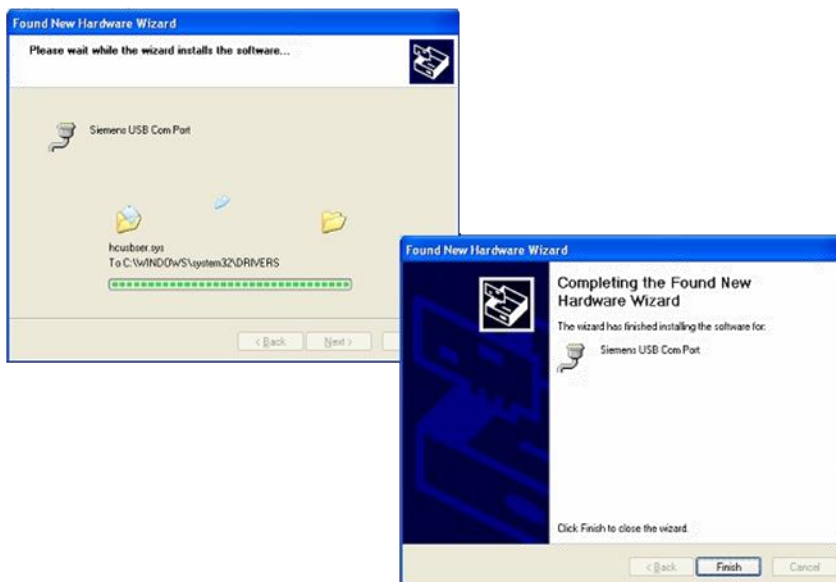 Found New Hardware Wizard
Please wait while the wizard installs the software...
Siemens USB Com Port
hcusbser.sys
To C:\WINDOWS\system32\DRIVERS
< Back
Next >
Found New Hardware Wizard
Completing the Found New
Hardware Wizard
The wizard has finished installing the software for:
Siemens USB Com Port
Click Finish to close the wizard.
< Back
Finish
Cancel